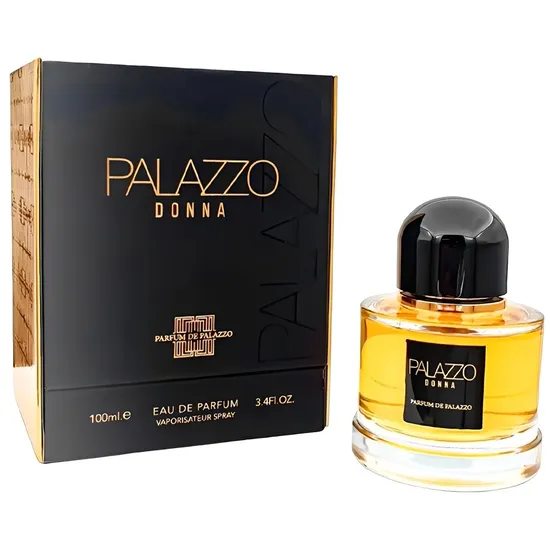 PALAZZO
DONNA
PALAZZO
PARFUM DE PALAZZO
100ml.e
EAU DE PARFUM
VAPORISATEUR SPRAY
3.4Fl.OZ.
PALAZZO
DONNA
PARFUM DE PALAZZO